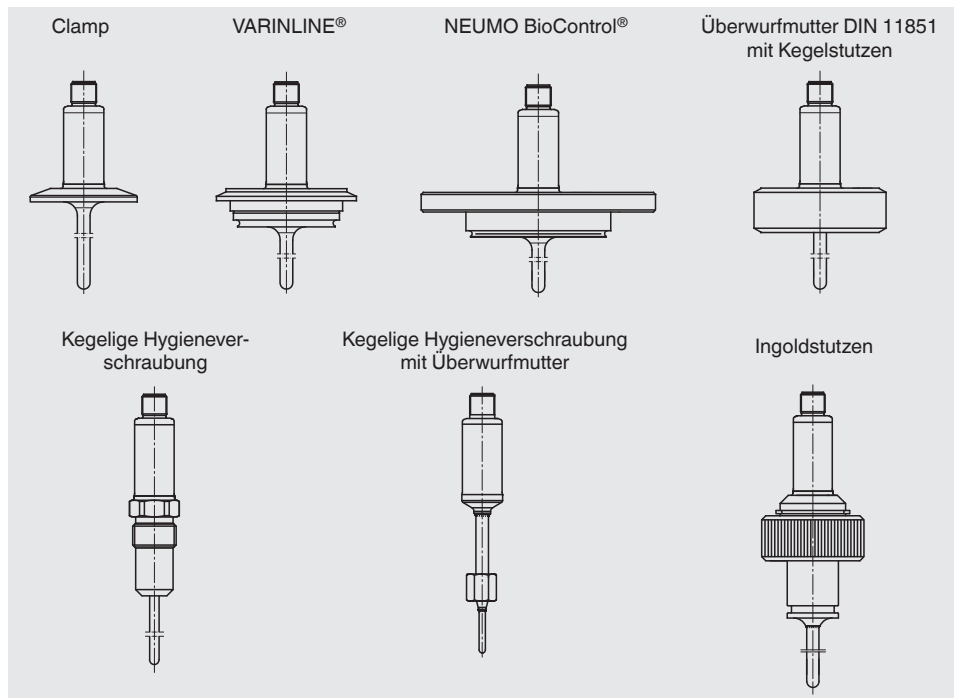 Clamp
VARINLINE®
NEUMO BioControl®
Überwurfmutter DIN 11851
mit Kegelstutzen
Kegelige Hygienever-
schraubung
Kegelige Hygieneverschraubung
mit Überwurfmutter
Ingoldstutzen